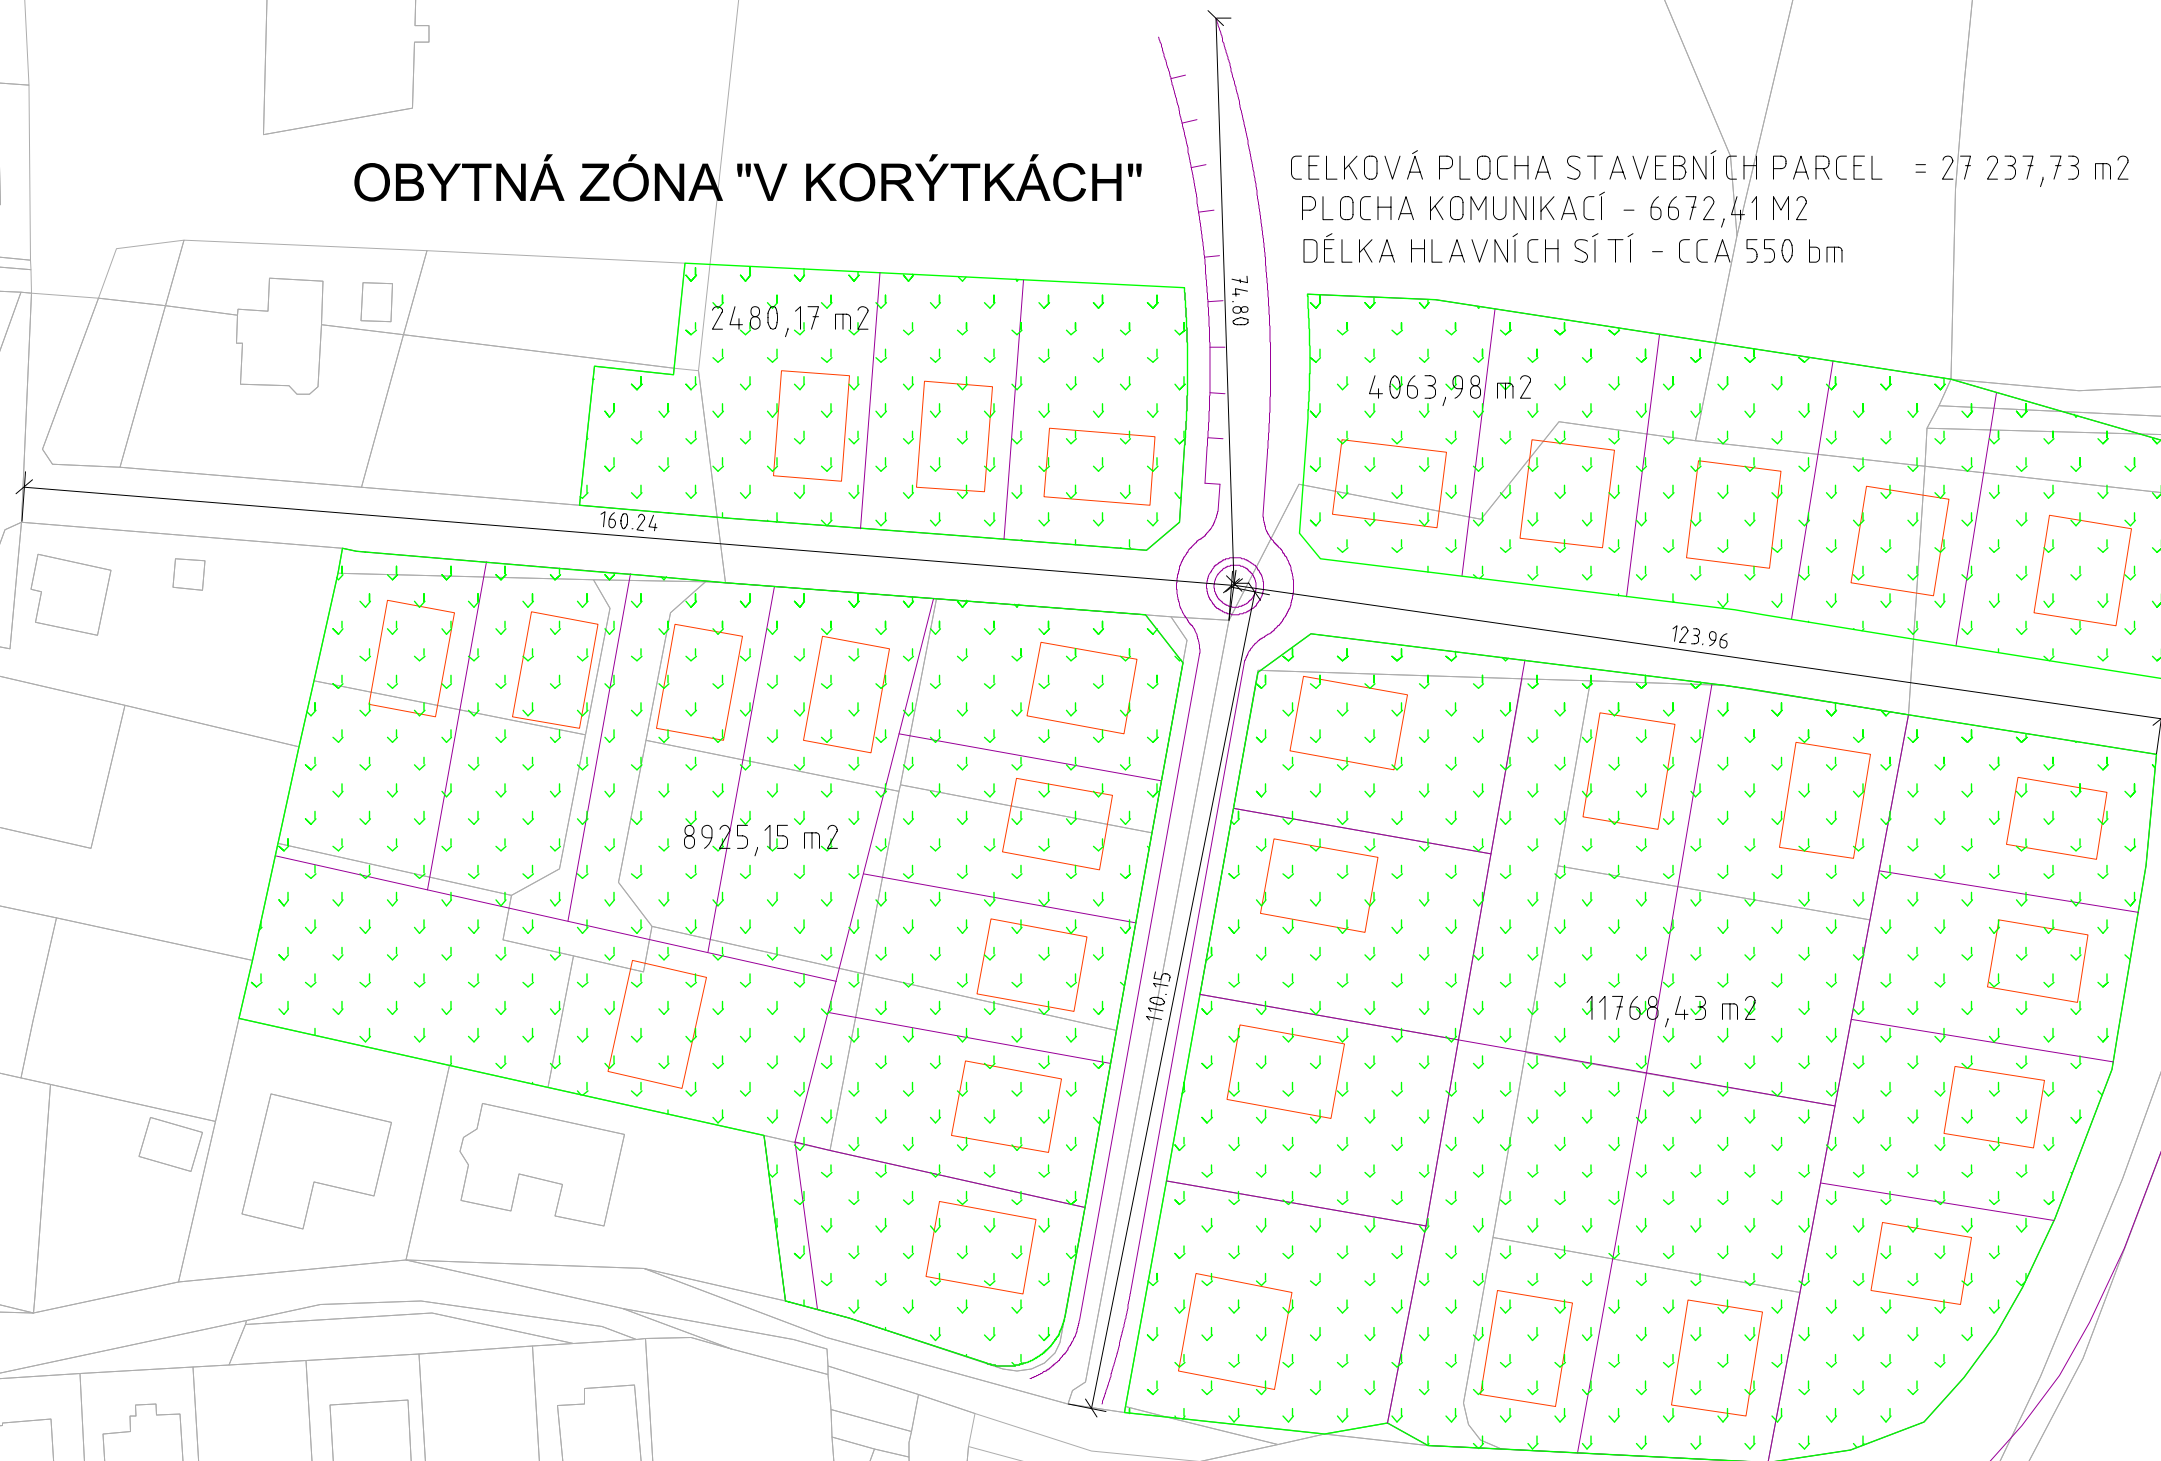 OBYTNÁ ZÓNA "V KORÝTKÁCH"
CELKOVÁ PLOCHA STAVEBNÍCH PARCEL = 27 237,73 m2
PLOCHA KOMUNIKACÍ - 6672,41 M2
DÉLKA HLAVNÍCH SÍTÍ - CCA 550 bm
74.80
2480,17 m2
4063,98 m2
160.24
123.96
8925,15 m2
110.15
11768,43 m2